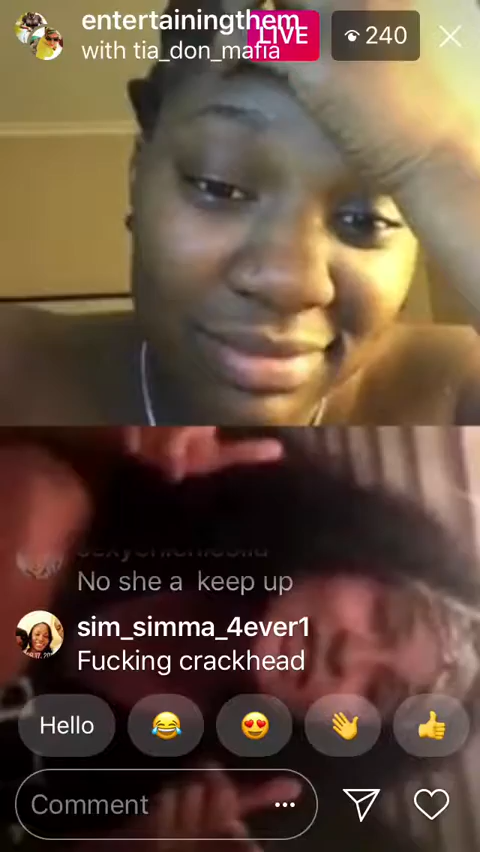 entertainingthem
LIVE
240
with tia_don_mafia
No she a keep up
sim_simma_4ever1
Fucking crackhead
Hello
Comment